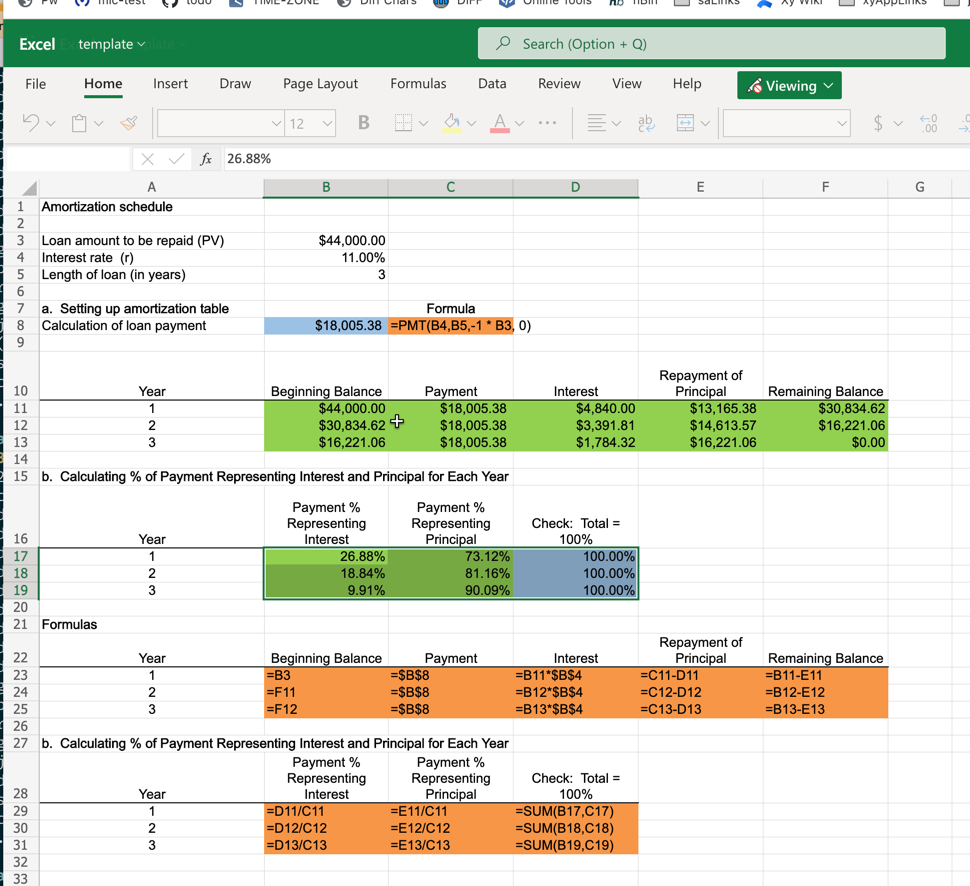 TIME-ZONE Diff Chars DIFF Online Tools
Excel template
Search (Option + Q)
File Home Insert Draw Page Layout Formulas Data Review View Help Viewing
12 B A ab $ .00
fx 26.88%
A B C D E F G
1 Amortization schedule
2
3 Loan amount to be repaid (PV) $44,000.00
4 Interest rate (r) 11.00%
5 Length of loan (in years) 3
6
7 a. Setting up amortization table Formula
8 Calculation of loan payment $18,005.38 =PMT(B4,B5,-1 * B3, 0)
9
Repayment of
10 Year Beginning Balance Payment Interest Principal Remaining Balance
11 1 $44,000.00 $18,005.38 $4,840.00 $13,165.38 $30,834.62
12 2 $30,834.62 $18,005.38 $3,391.81 $14,613.57 $16,221.06
13 3 $16,221.06 $18,005.38 $1,784.32 $16,221.06 $0.00
14
15 b. Calculating % of Payment Representing Interest and Principal for Each Year
Payment % Payment %
Representing Representing Check: Total =
16 Year Interest Principal 100%
17 1 26.88% 73.12% 100.00%
18 2 18.84% 81.16% 100.00%
19 3 9.91% 90.09% 100.00%
20
21 Formulas
Repayment of
22 Year Beginning Balance Payment Interest Principal Remaining Balance
23 1 =B3 =$B$8 =B11*$B$4 =C11-D11 =B11-E11
24 2 =F11 =$B$8 =B12*$B$4 =C12-D12 =B12-E12
25 3 =F12 =$B$8 =B13*$B$4 =C13-D13 =B13-E13
26
27 b. Calculating % of Payment Representing Interest and Principal for Each Year
Payment % Payment %
Representing Representing Check: Total =
28 Year Interest Principal 100%
29 1 =D11/C11 =E11/C11 =SUM(B17,C17)
30 2 =D12/C12 =E12/C12 =SUM(B18,C18)
31 3 =D13/C13 =E13/C13 =SUM(B19,C19)
32
33